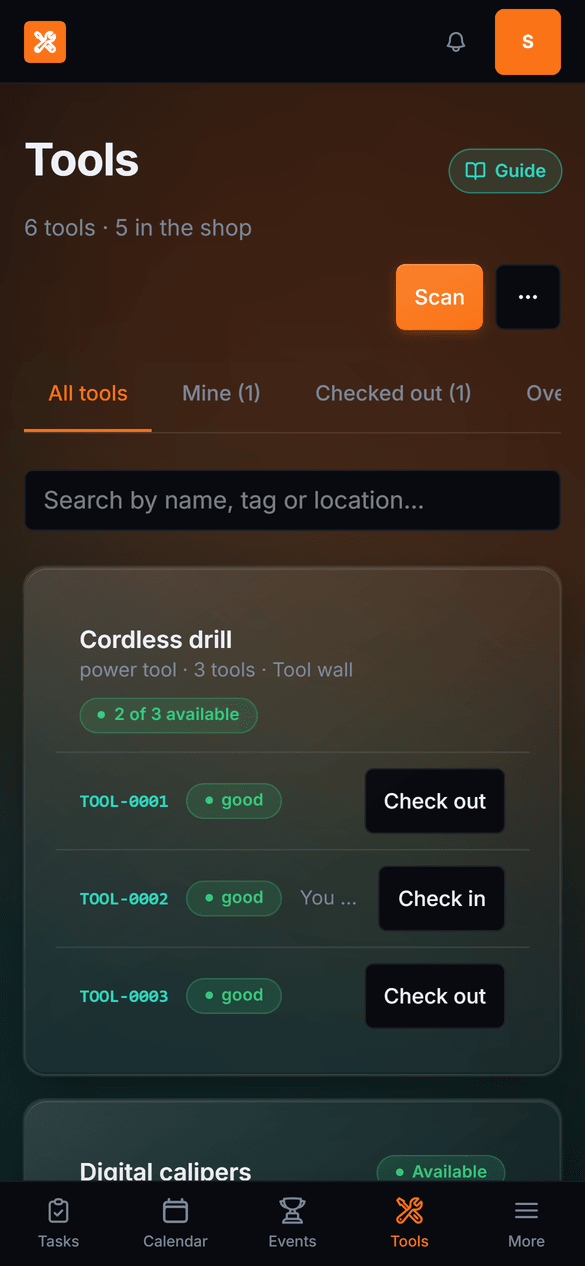 S
Tools
Guide
6 tools · 5 in the shop
Scan
All tools
Mine (1)
Checked out (1)
Ove
Search by name, tag or location...
Cordless drill
power tool · 3 tools · Tool wall
2 of 3 available
TOOL-0001 good Check out
TOOL-0002 good You ... Check in
TOOL-0003 good Check out
Digital calipers
Available
Tasks
Calendar
Events
Tools
More